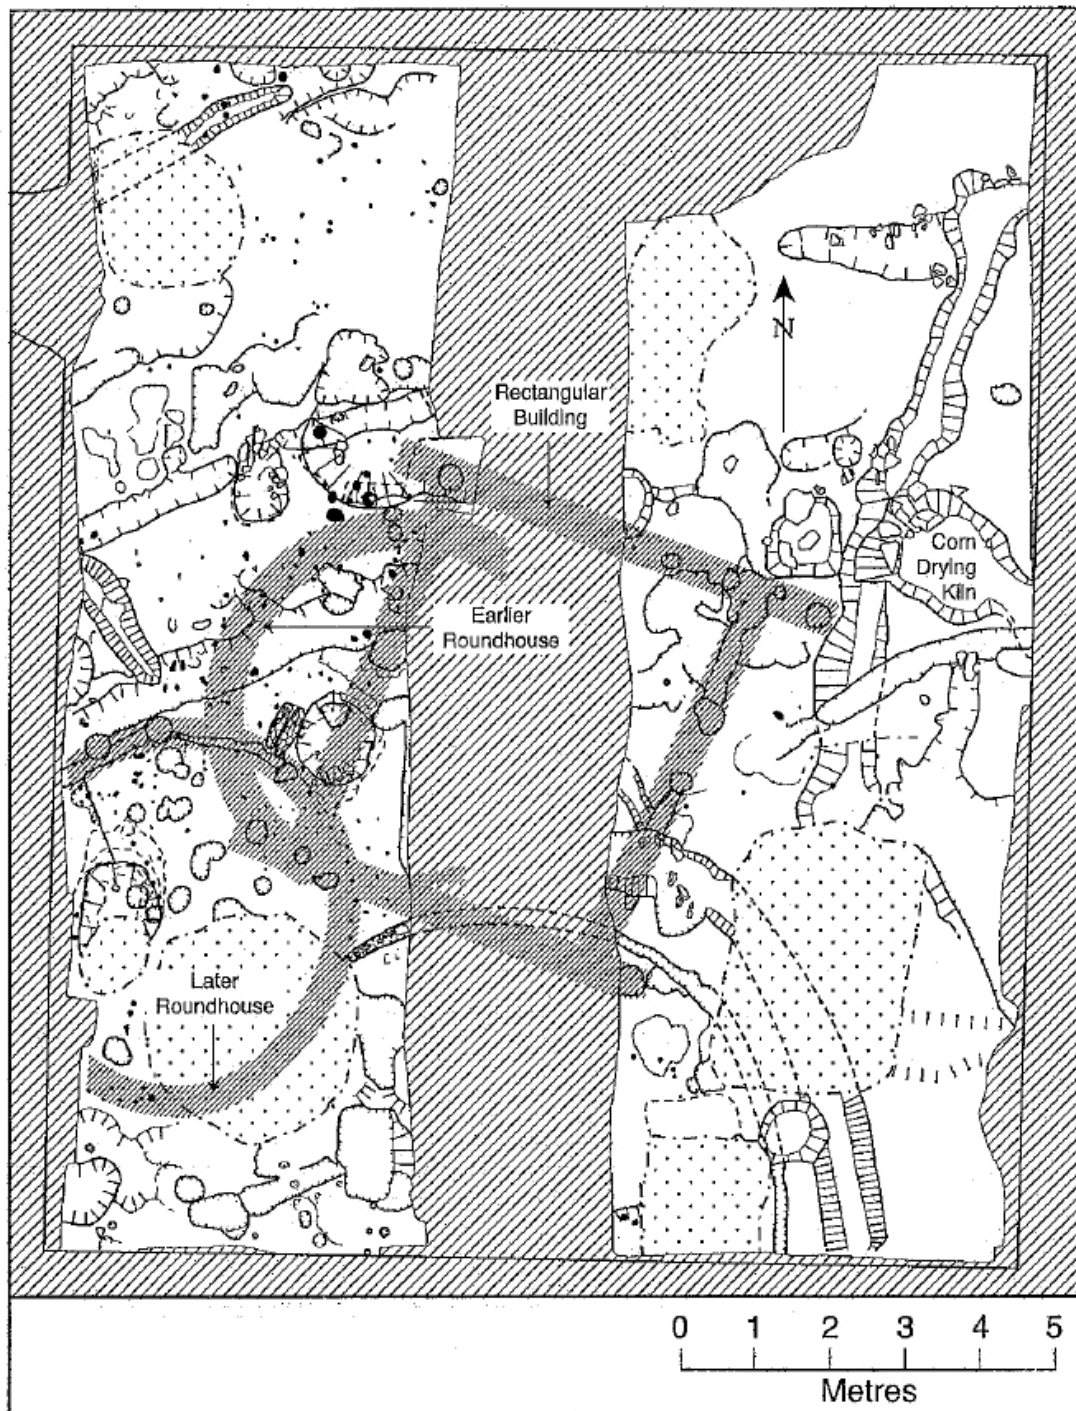 N
Rectangular
Building
Corn
Drying
Kiln
Earlier
Roundhouse
Later
Roundhouse
0 1 2 3 4 5
Metres